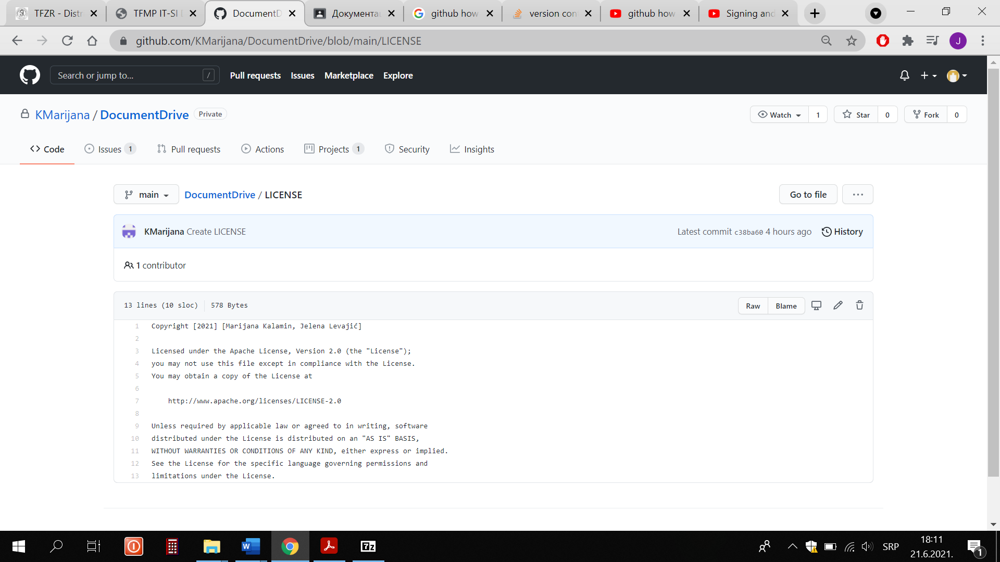 TFZR - Distr
TFMP IT-SI D
DocumentD
Документац
github how
version con
github how
Signing and
github.com/KMarijana/DocumentDrive/blob/main/LICENSE
J
Search or jump to...
/
Pull requests
Issues
Marketplace
Explore
KMarijana / DocumentDrive
Private
Watch 1
Star 0
Fork 0
Code
Issues 1
Pull requests
Actions
Projects 1
Security
Insights
main
DocumentDrive / LICENSE
Go to file
KMarijana Create LICENSE
Latest commit c38ba60 4 hours ago
History
1 contributor
13 lines (10 sloc)
578 Bytes
Raw
Blame
1 Copyright [2021] [Marijana Kalamin, Jelena Levajić]
2
3 Licensed under the Apache License, Version 2.0 (the "License");
4 you may not use this file except in compliance with the License.
5 You may obtain a copy of the License at
6
7 http://www.apache.org/licenses/LICENSE-2.0
8
9 Unless required by applicable law or agreed to in writing, software
10 distributed under the License is distributed on an "AS IS" BASIS,
11 WITHOUT WARRANTIES OR CONDITIONS OF ANY KIND, either express or implied.
12 See the License for the specific language governing permissions and
13 limitations under the License.
W
7z
SRP
18:11
21.6.2021.
1